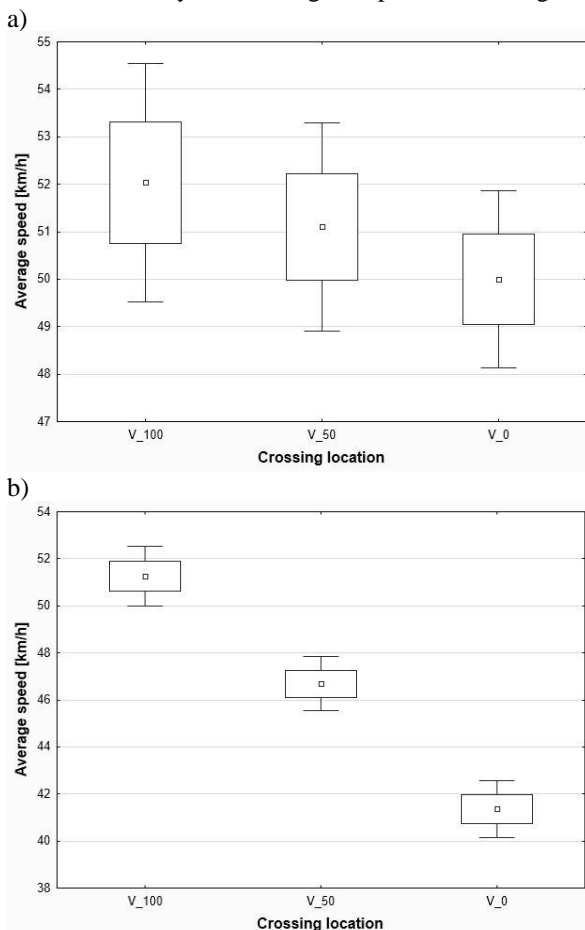 a)
55
54
53
52
51
50
49
48
47
Average speed [km/h]
V_100 V_50 V_0
Crossing location
b)
54
52
50
48
46
44
42
40
38
Average speed [km/h]
V_100 V_50 V_0
Crossing location